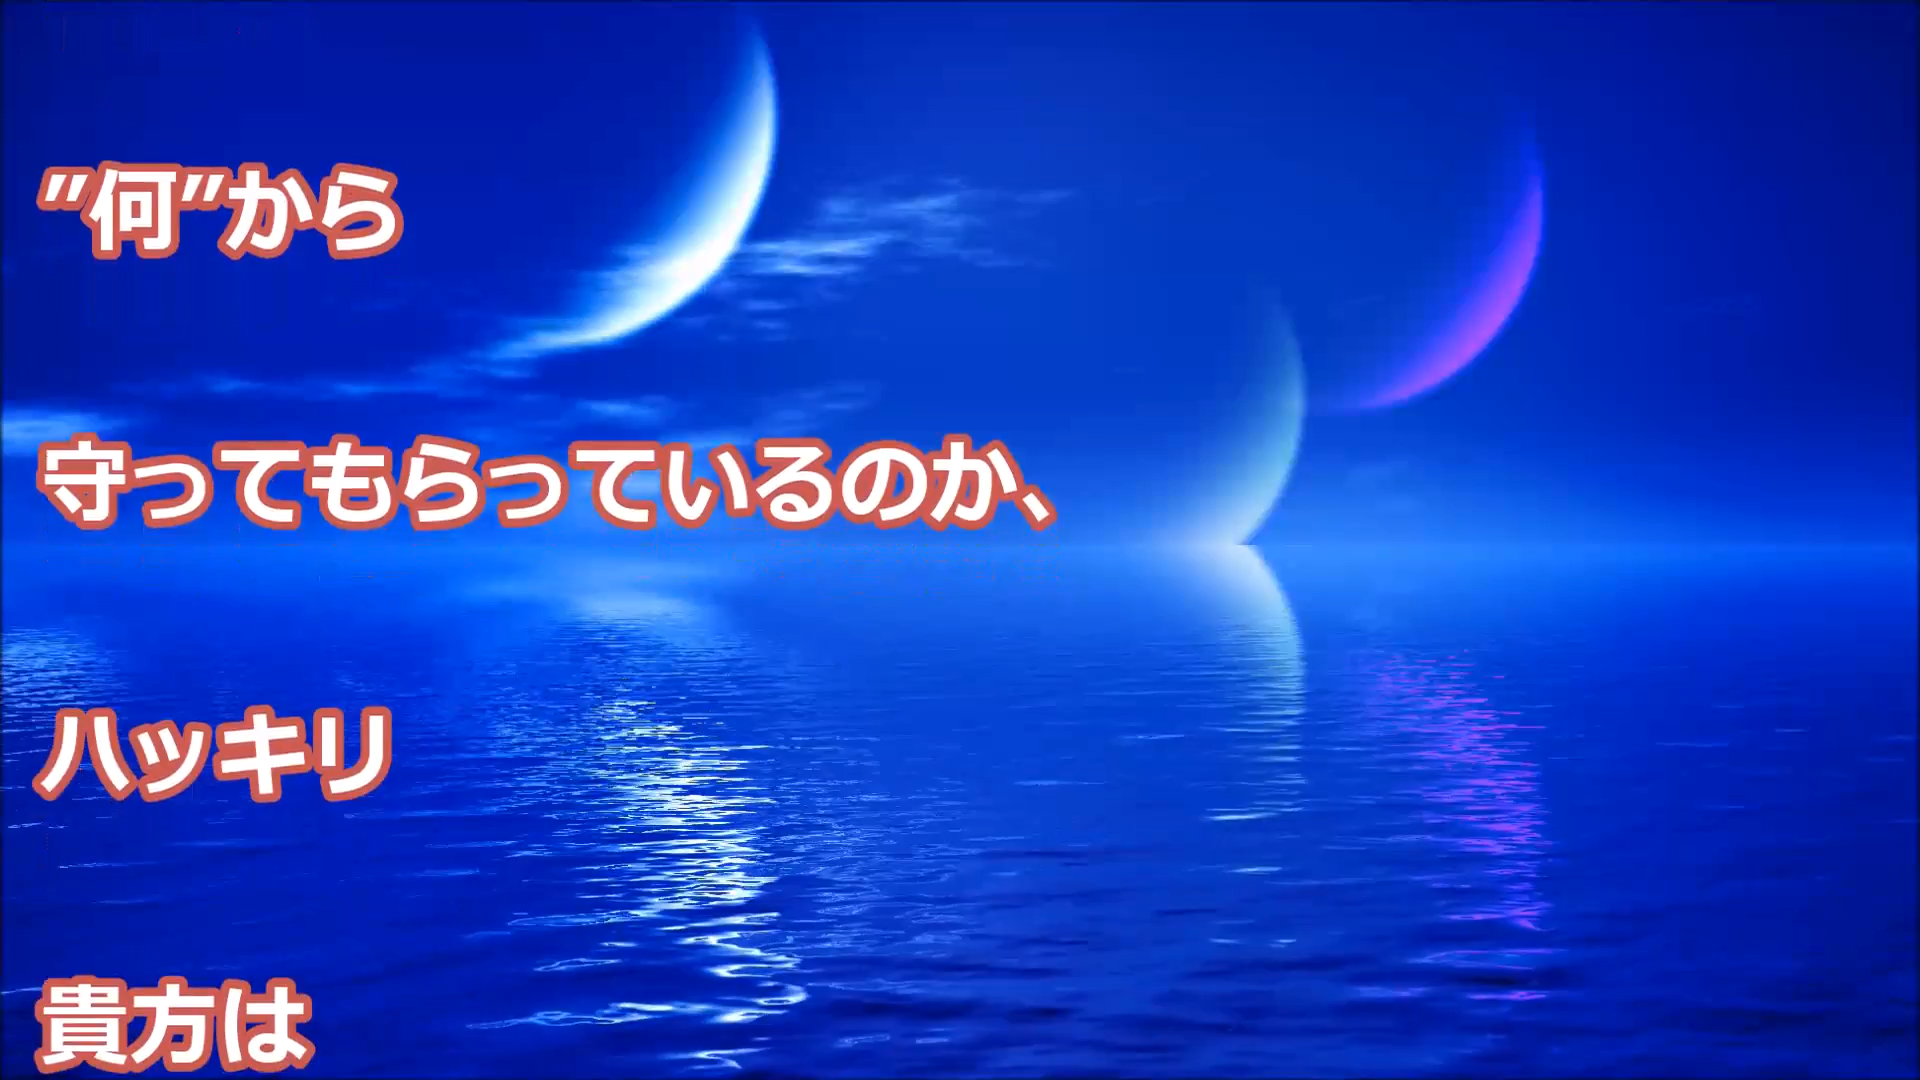 ”何”から
守ってもらっているのか、
ハッキリ
貴方は